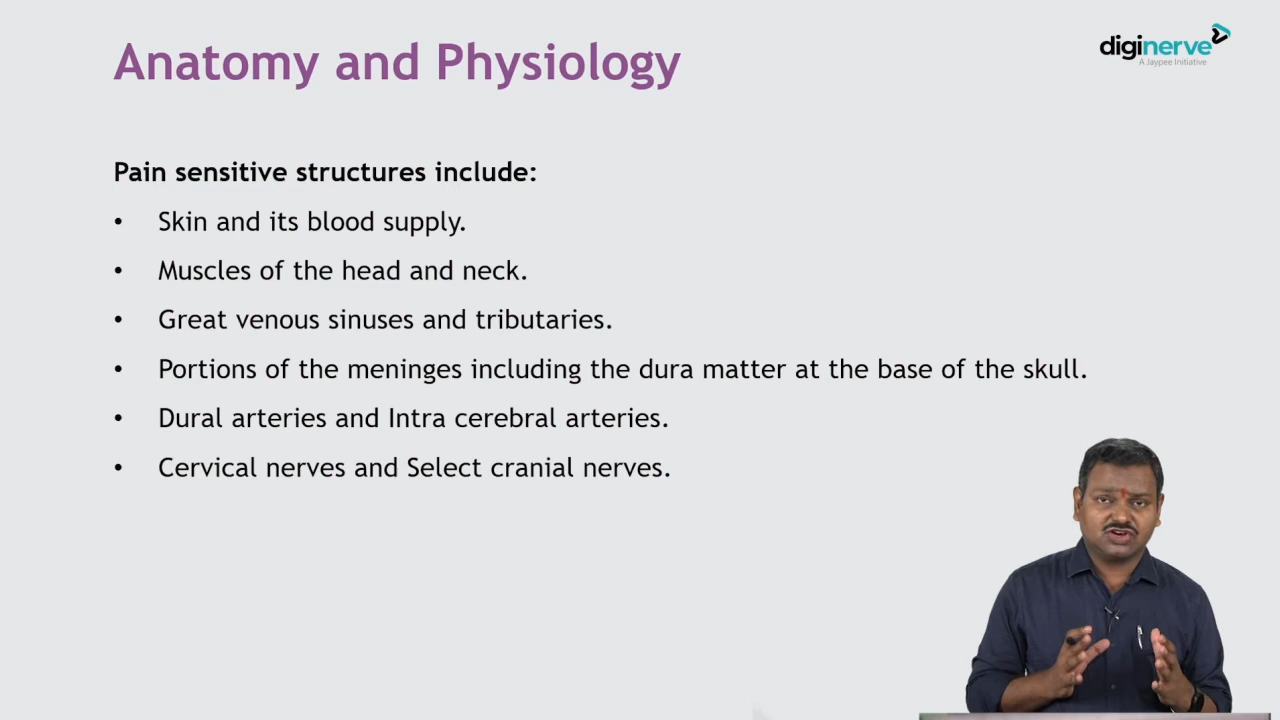 Anatomy and Physiology
diginerve
A Jaypee Initiative
Pain sensitive structures include:
• Skin and its blood supply.
• Muscles of the head and neck.
• Great venous sinuses and tributaries.
• Portions of the meninges including the dura matter at the base of the skull.
• Dural arteries and Intra cerebral arteries.
• Cervical nerves and Select cranial nerves.